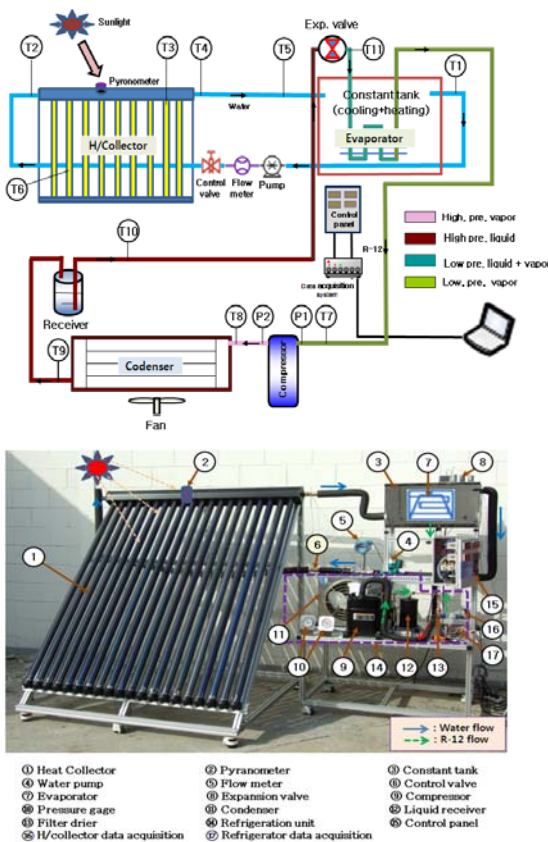 Exp. valve
T2
Sunlight
T3
T4
T5
T11
T1
Pyronometer
Constant tank
(cooling+heating)
Water
H/Collector
Evaporator
T6
Control
valve
Flow
meter
Pump
Control
panel
High, pre, vapor
High pre, liquid
Low pre, liquid + vapor
Low, pre, vapor
T10
R-12
Data acquisition
system
Receiver
T8
P2
P1
T7
T9
Codenser
Compressor
Fan
2
3
7
8
1
5
6
4
15
16
11
10
9
14
12
13
17
: Water flow
: R-12 flow
① Heat Collector ② Pyranometer ③ Constant tank
④ Water pump ⑤ Flow meter ⑥ Control valve
⑦ Evaporator ⑧ Expansion valve ⑨ Compressor
⑩ Pressure gage ⑪ Condenser ⑫ Liquid receiver
⑬ Filter drier ⑭ Refrigeration unit ⑮ Control panel
⑯ H/collector data acquisition ⑰ Refrigerator data acquisition